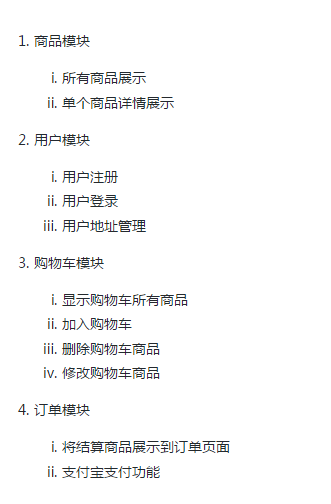 1. 商品模块
i. 所有商品展示
ii. 单个商品详情展示
2. 用户模块
i. 用户注册
ii. 用户登录
iii. 用户地址管理
3. 购物车模块
i. 显示购物车所有商品
ii. 加入购物车
iii. 删除购物车商品
iv. 修改购物车商品
4. 订单模块
i. 将结算商品展示到订单页面
ii. 支付宝支付功能